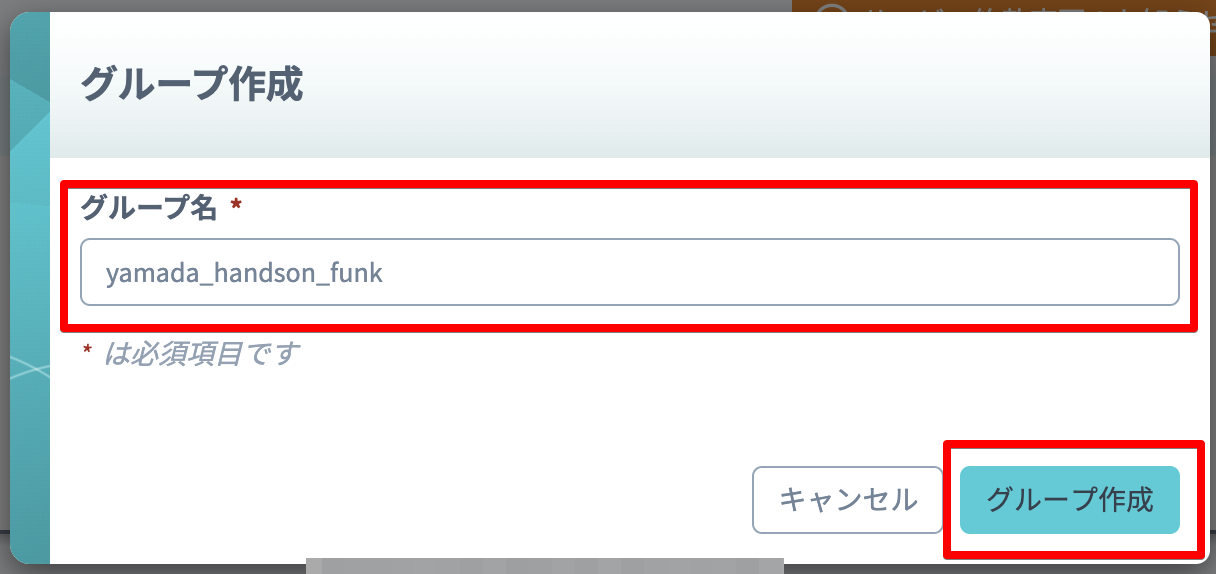 グループ作成
グループ名 *
yamada_handson_funk
* は必須項目です
キャンセル
グループ作成